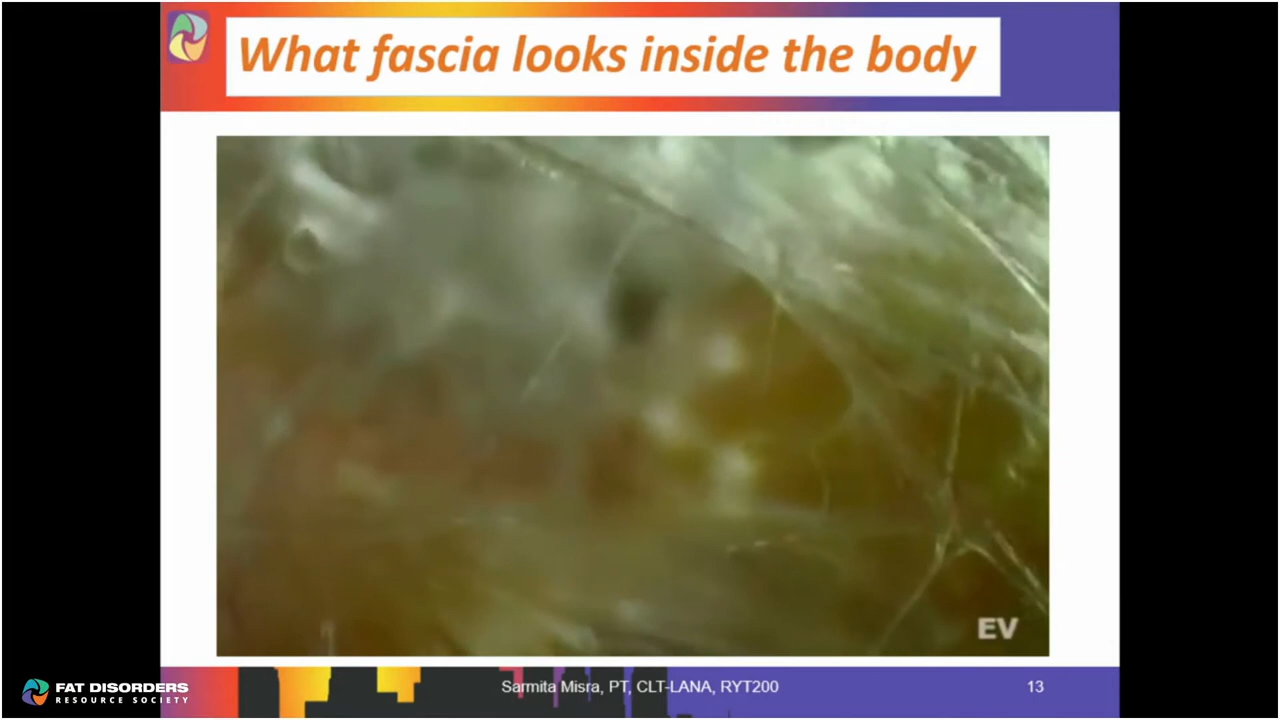 What fascia looks inside the body
EV
FAT DISORDERS
RESOURCE SOCIETY
Sarmita Misra, PT, CLT-LANA, RYT200
13